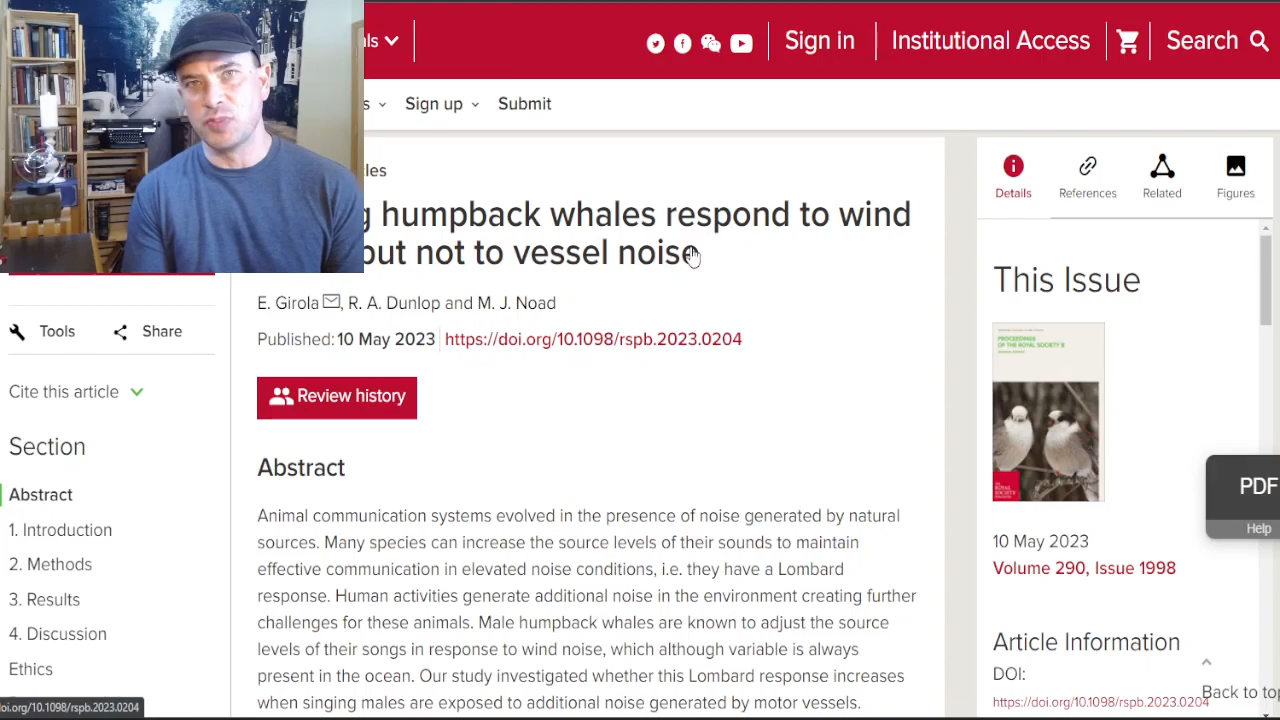 ls
Sign in
Institutional Access
Search
s
Sign up
Submit
les
g humpback whales respond to wind
but not to vessel noise
E. Girola, R. A. Dunlop and M. J. Noad
Published: 10 May 2023
https://doi.org/10.1098/rspb.2023.0204
Review history
Tools
Share
Cite this article
Section
Abstract
1. Introduction
2. Methods
3. Results
4. Discussion
Ethics
oi.org/10.1098/rspb.2023.0204
Abstract
Animal communication systems evolved in the presence of noise generated by natural
sources. Many species can increase the source levels of their sounds to maintain
effective communication in elevated noise conditions, i.e. they have a Lombard
response. Human activities generate additional noise in the environment creating further
challenges for these animals. Male humpback whales are known to adjust the source
levels of their songs in response to wind noise, which although variable is always
present in the ocean. Our study investigated whether this Lombard response increases
when singing males are exposed to additional noise generated by motor vessels.
Details
References
Related
Figures
This Issue
PROCEEDINGS
OF THE ROYAL SOCIETY B
10 May 2023
Volume 290, Issue 1998
Article Information
DOI:
https://doi.org/10.1098/rspb.2023.0204
PDF
Help
Back to top